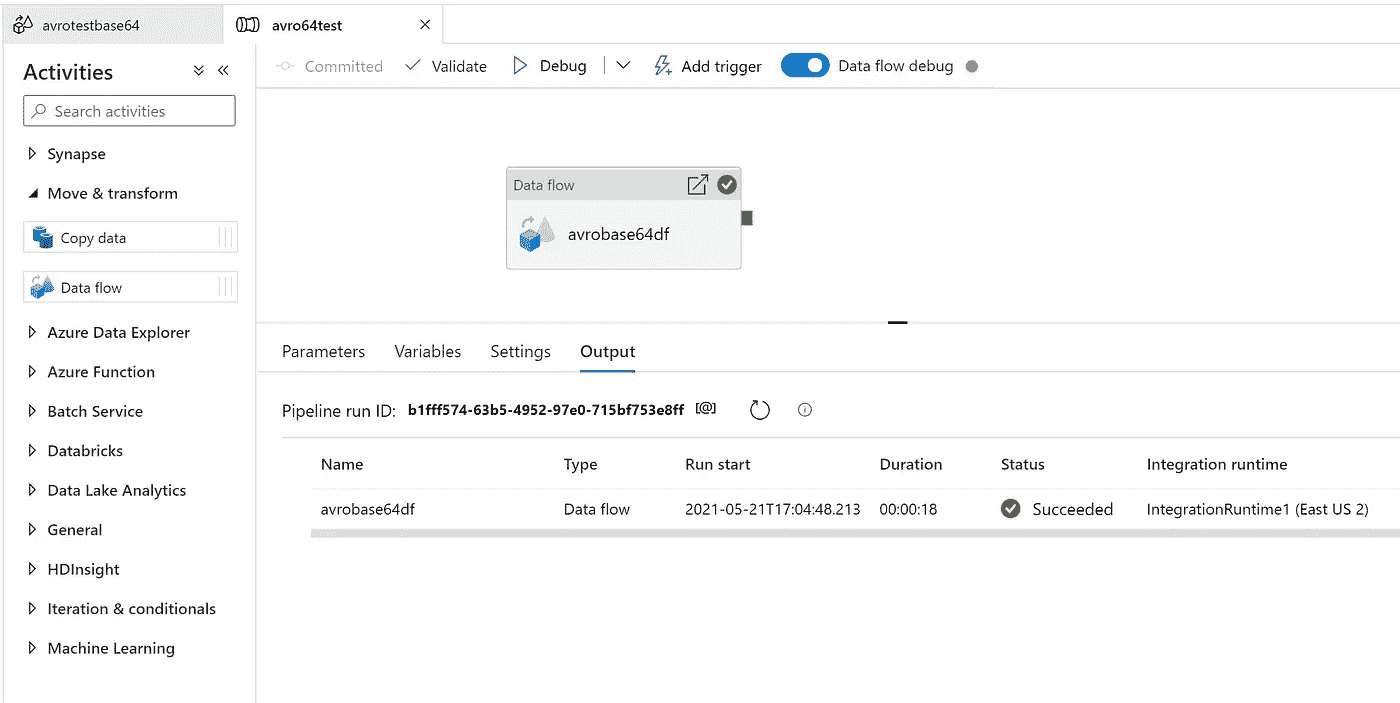 avrotestbase64
avro64test
Activities
Search activities
Synapse
Move & transform
Copy data
Data flow
Azure Data Explorer
Azure Function
Batch Service
Databricks
Data Lake Analytics
General
HDInsight
Iteration & conditionals
Machine Learning
Committed Validate Debug Add trigger Data flow debug
Data flow
avrobase64df
Parameters Variables Settings Output
Pipeline run ID: b1fff574-63b5-4952-97e0-715bf753e8ff [@]
Name Type Run start Duration Status Integration runtime
avrobase64df Data flow 2021-05-21T17:04:48.213 00:00:18 Succeeded IntegrationRuntime1 (East US 2)